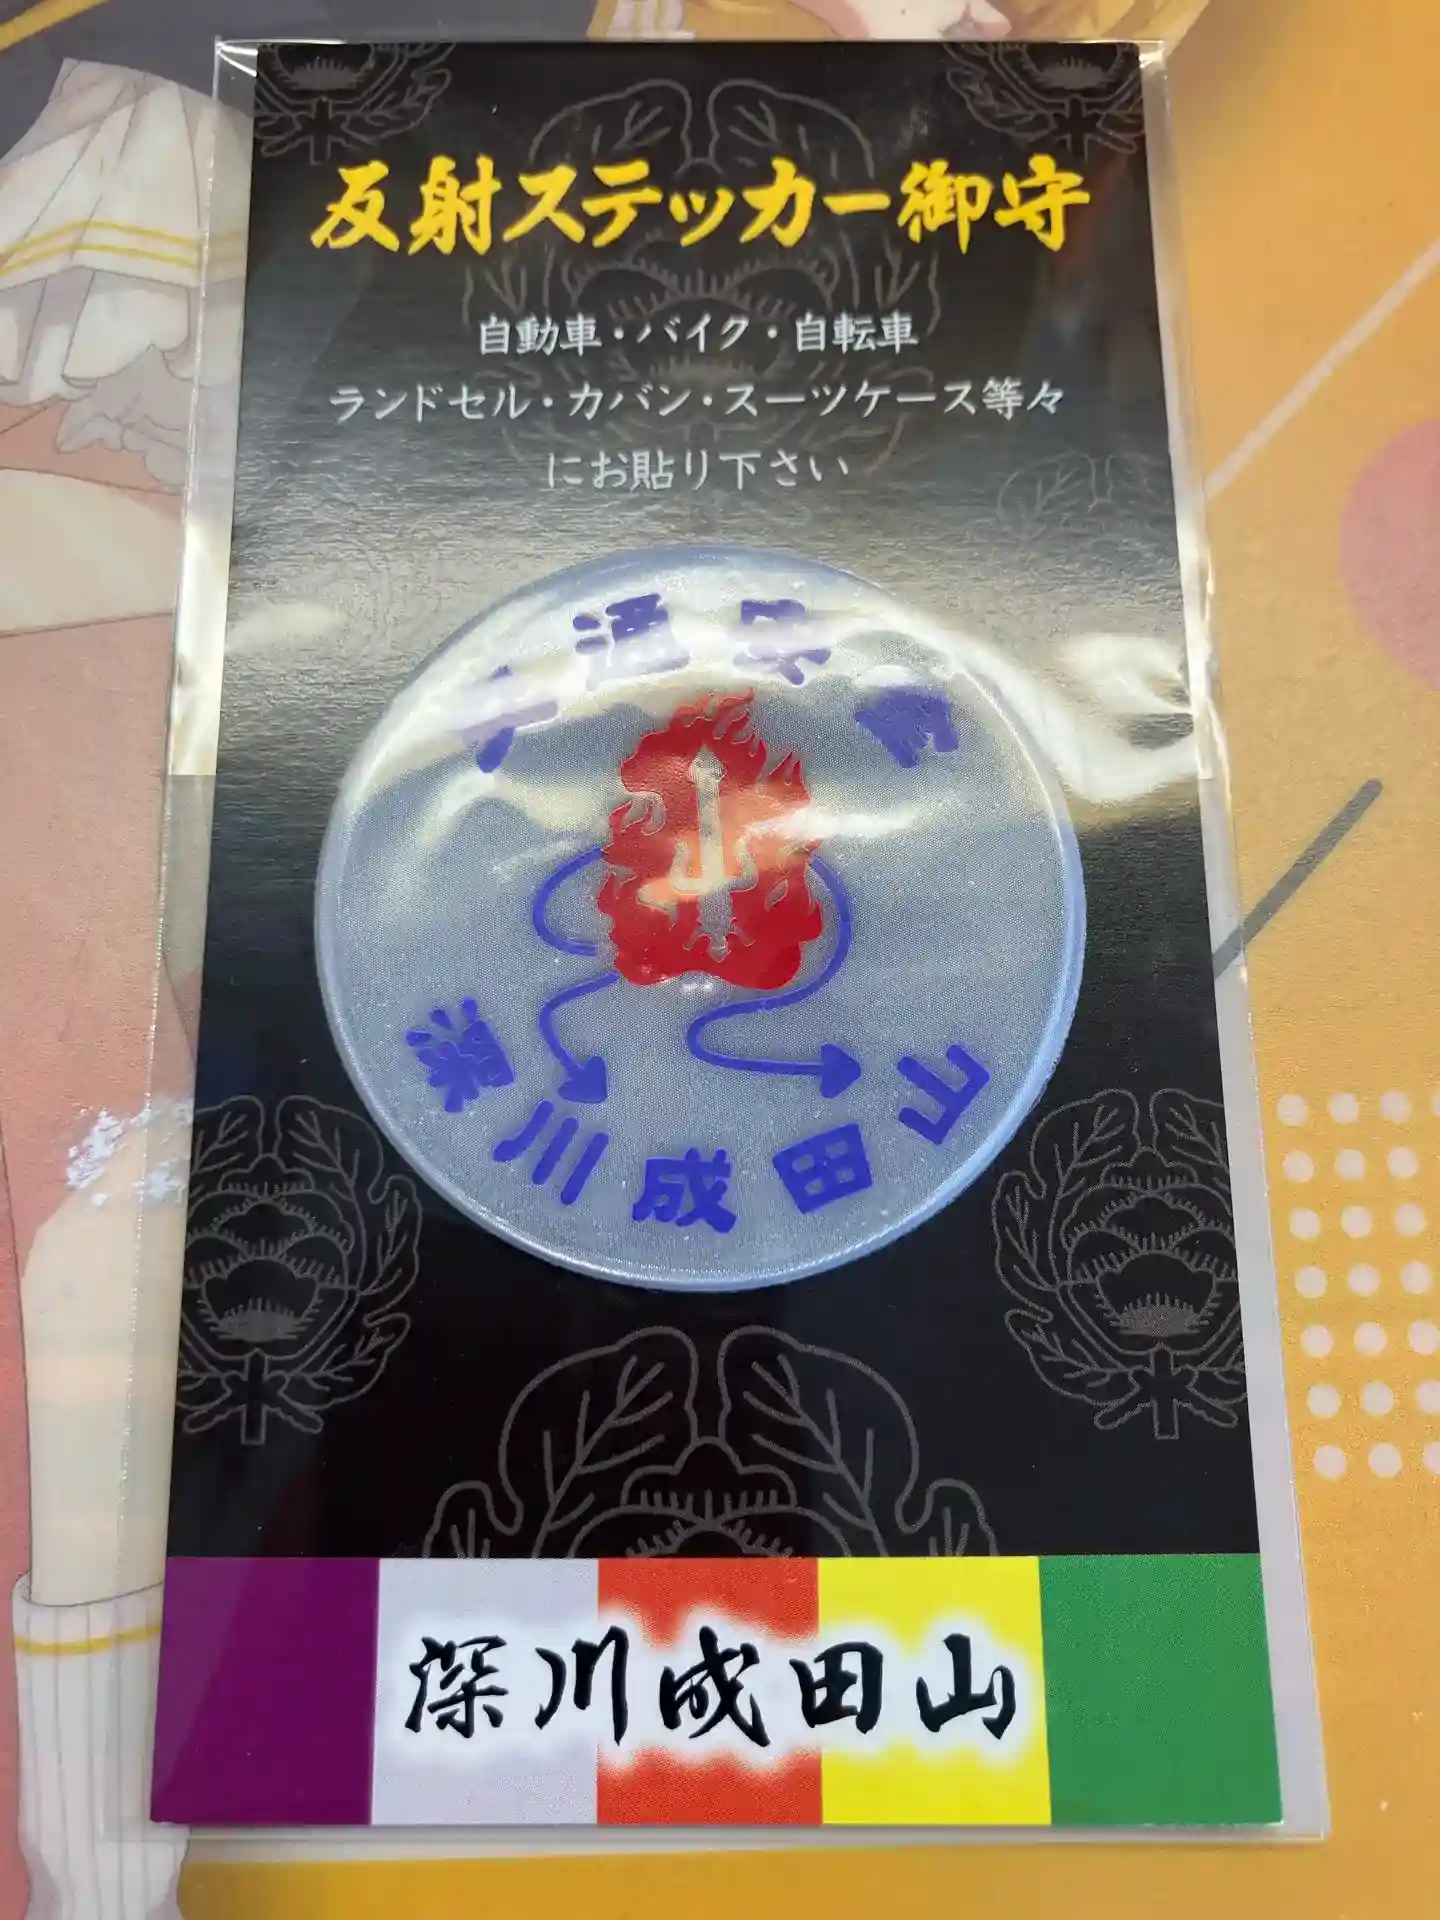 反射ステッカー御守
自動車・バイク・自転車
ランドセル・カバン・スーツケース等々
にお貼り下さい
交通安全
深川成田山
深川成田山